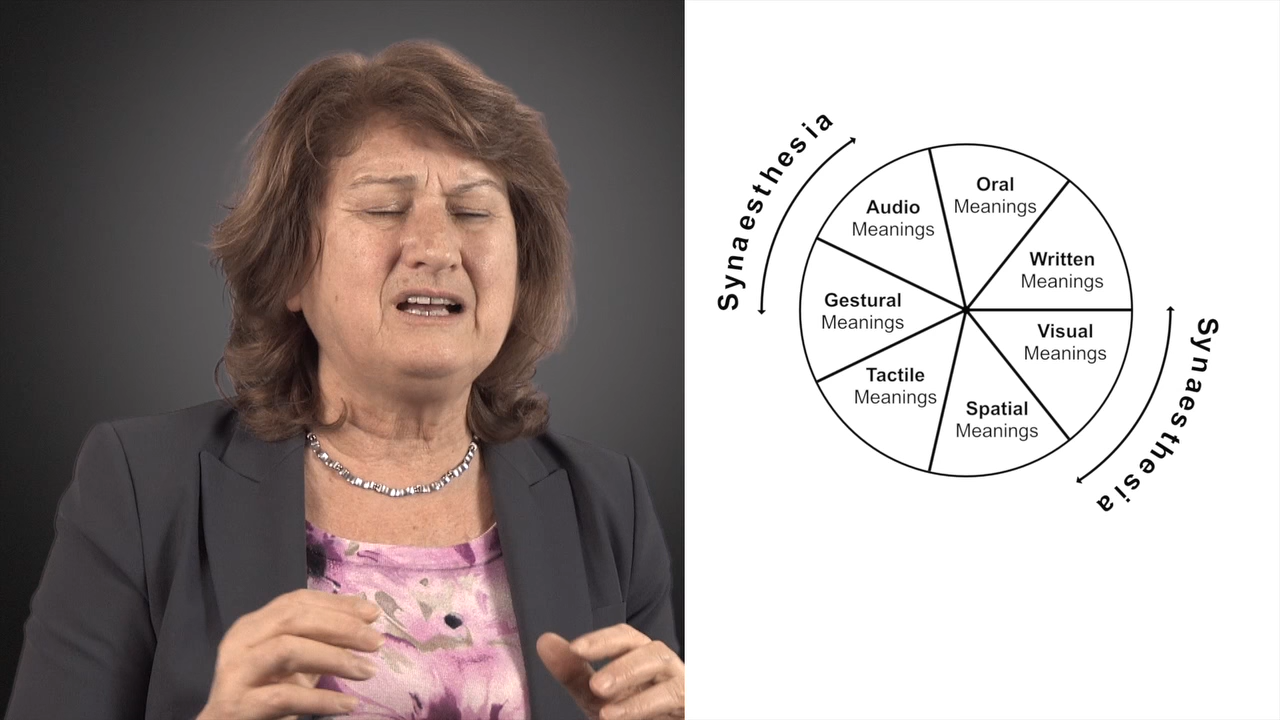 Synaesthesia
Oral
Meanings
Audio
Meanings
Written
Meanings
Gestural
Meanings
Visual
Meanings
Tactile
Meanings
Spatial
Meanings
Synaesthesia